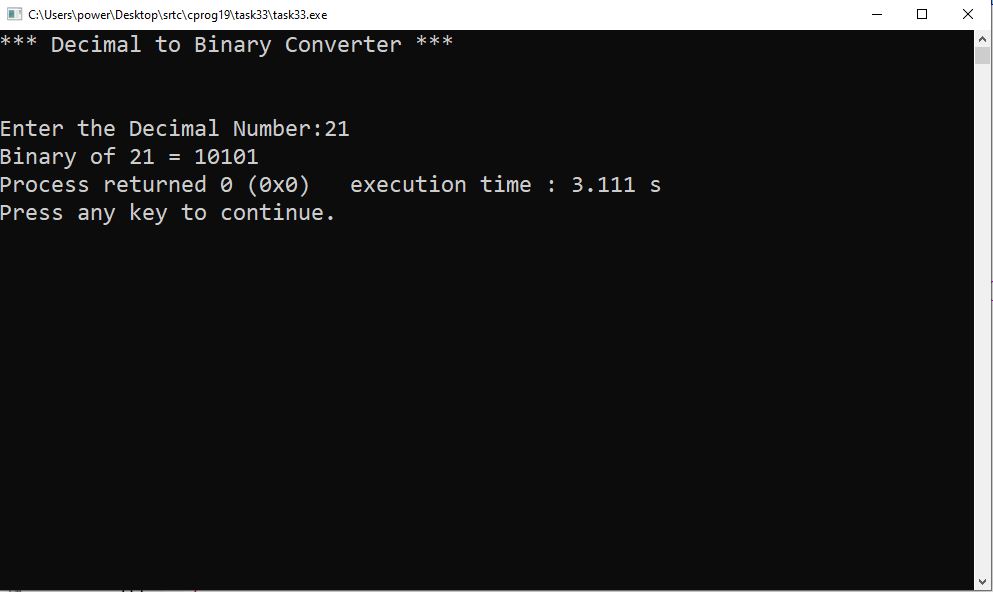 C:\Users\power\Desktop\srtc\cprog19\task33\task33.exe
*** Decimal to Binary Converter ***
Enter the Decimal Number:21
Binary of 21 = 10101
Process returned 0 (0x0)   execution time : 3.111 s
Press any key to continue.